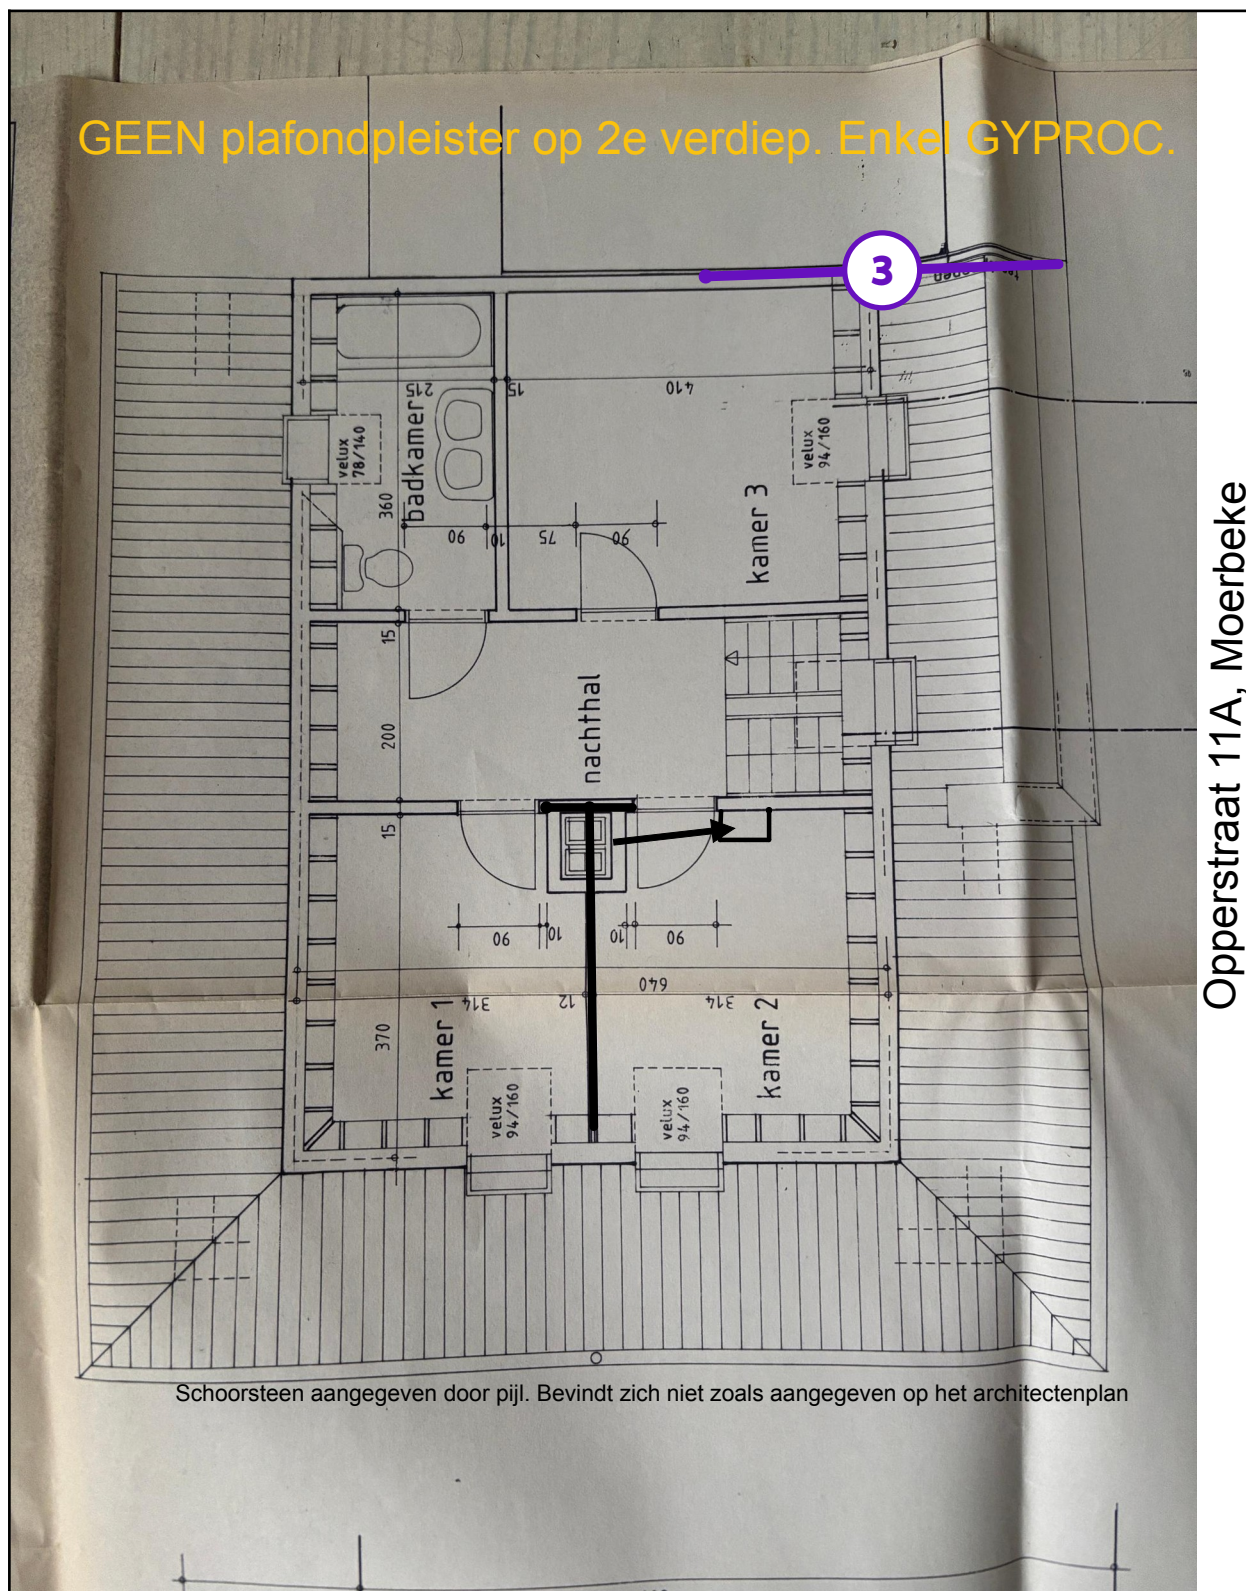 GEEN plafondpleister op 2e verdiep. Enkel GYPROC.
3
215
15
410
velux
78/140
badkamer
velux
94/160
360
90
10
75
90
kamer 3
15
200
nachthal
15
90
10
10
90
640
314
12
314
370
kamer 1
kamer 2
velux
94/160
velux
94/160
Opperstraat 11A, Moerbeke
Schoorsteen aangegeven door pijl. Bevindt zich niet zoals aangegeven op het architectenplan